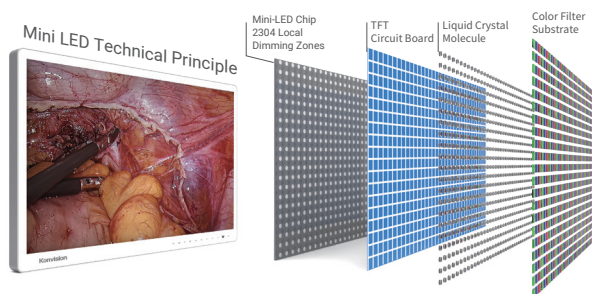 Mini LED Technical Principle
Mini-LED Chip
2304 Local
Dimming Zones
TFT
Circuit Board
Liquid Crystal
Molecule
Color Filter
Substrate
Konvision